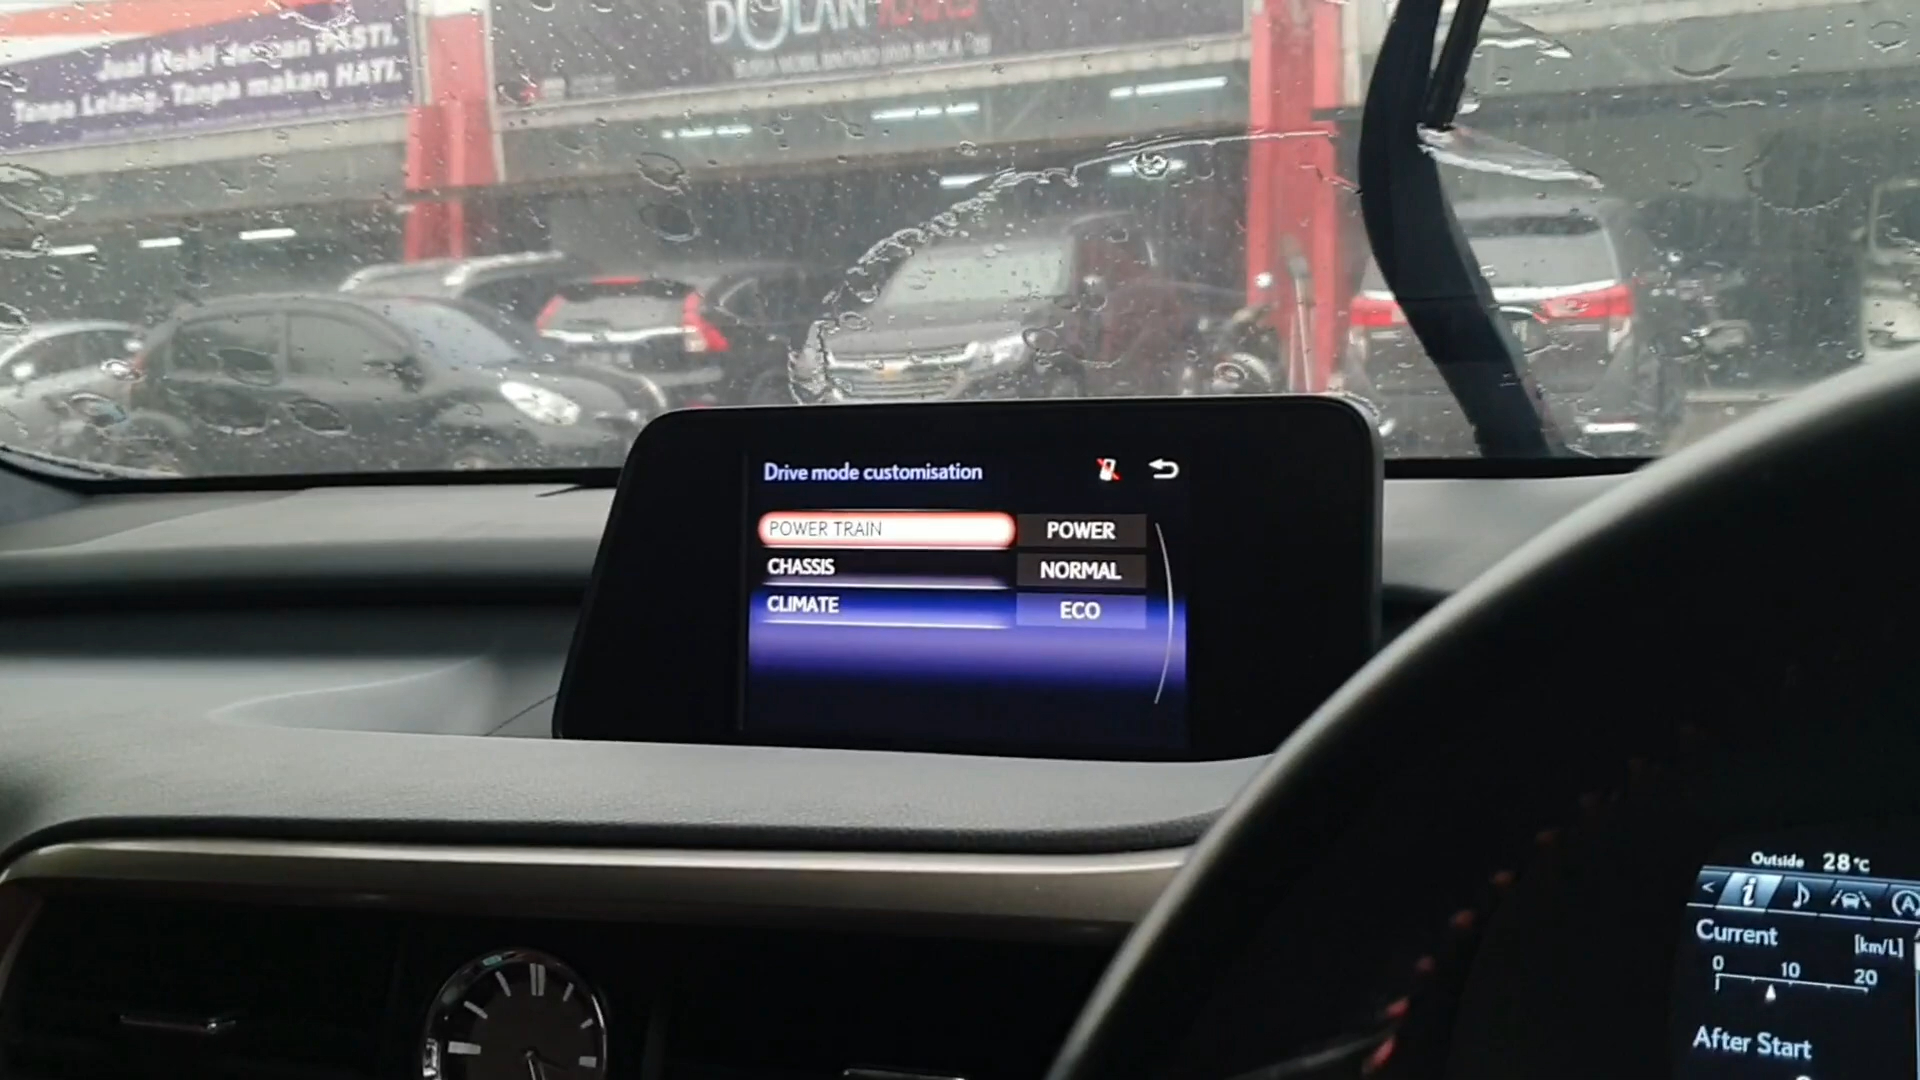 Jual Mobil dengan PASTI.
Tanpa Lelang. Tanpa makan HATI.
DOLAN
Drive mode customisation
POWER TRAIN POWER
CHASSIS NORMAL
CLIMATE ECO
Outside 28°C
Current [km/L]
0 10 20
After Start